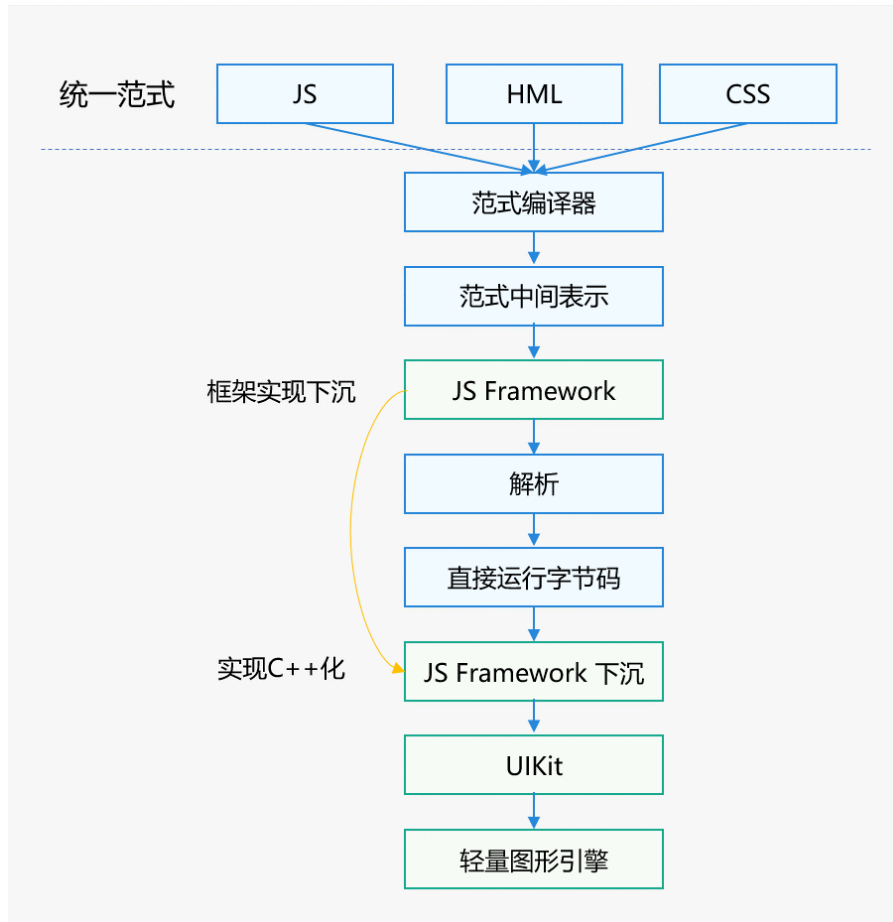 统一范式
JS
HML
CSS
范式编译器
范式中间表示
框架实现下沉
JS Framework
解析
直接运行字节码
实现C++化
JS Framework 下沉
UIKit
轻量图形引擎